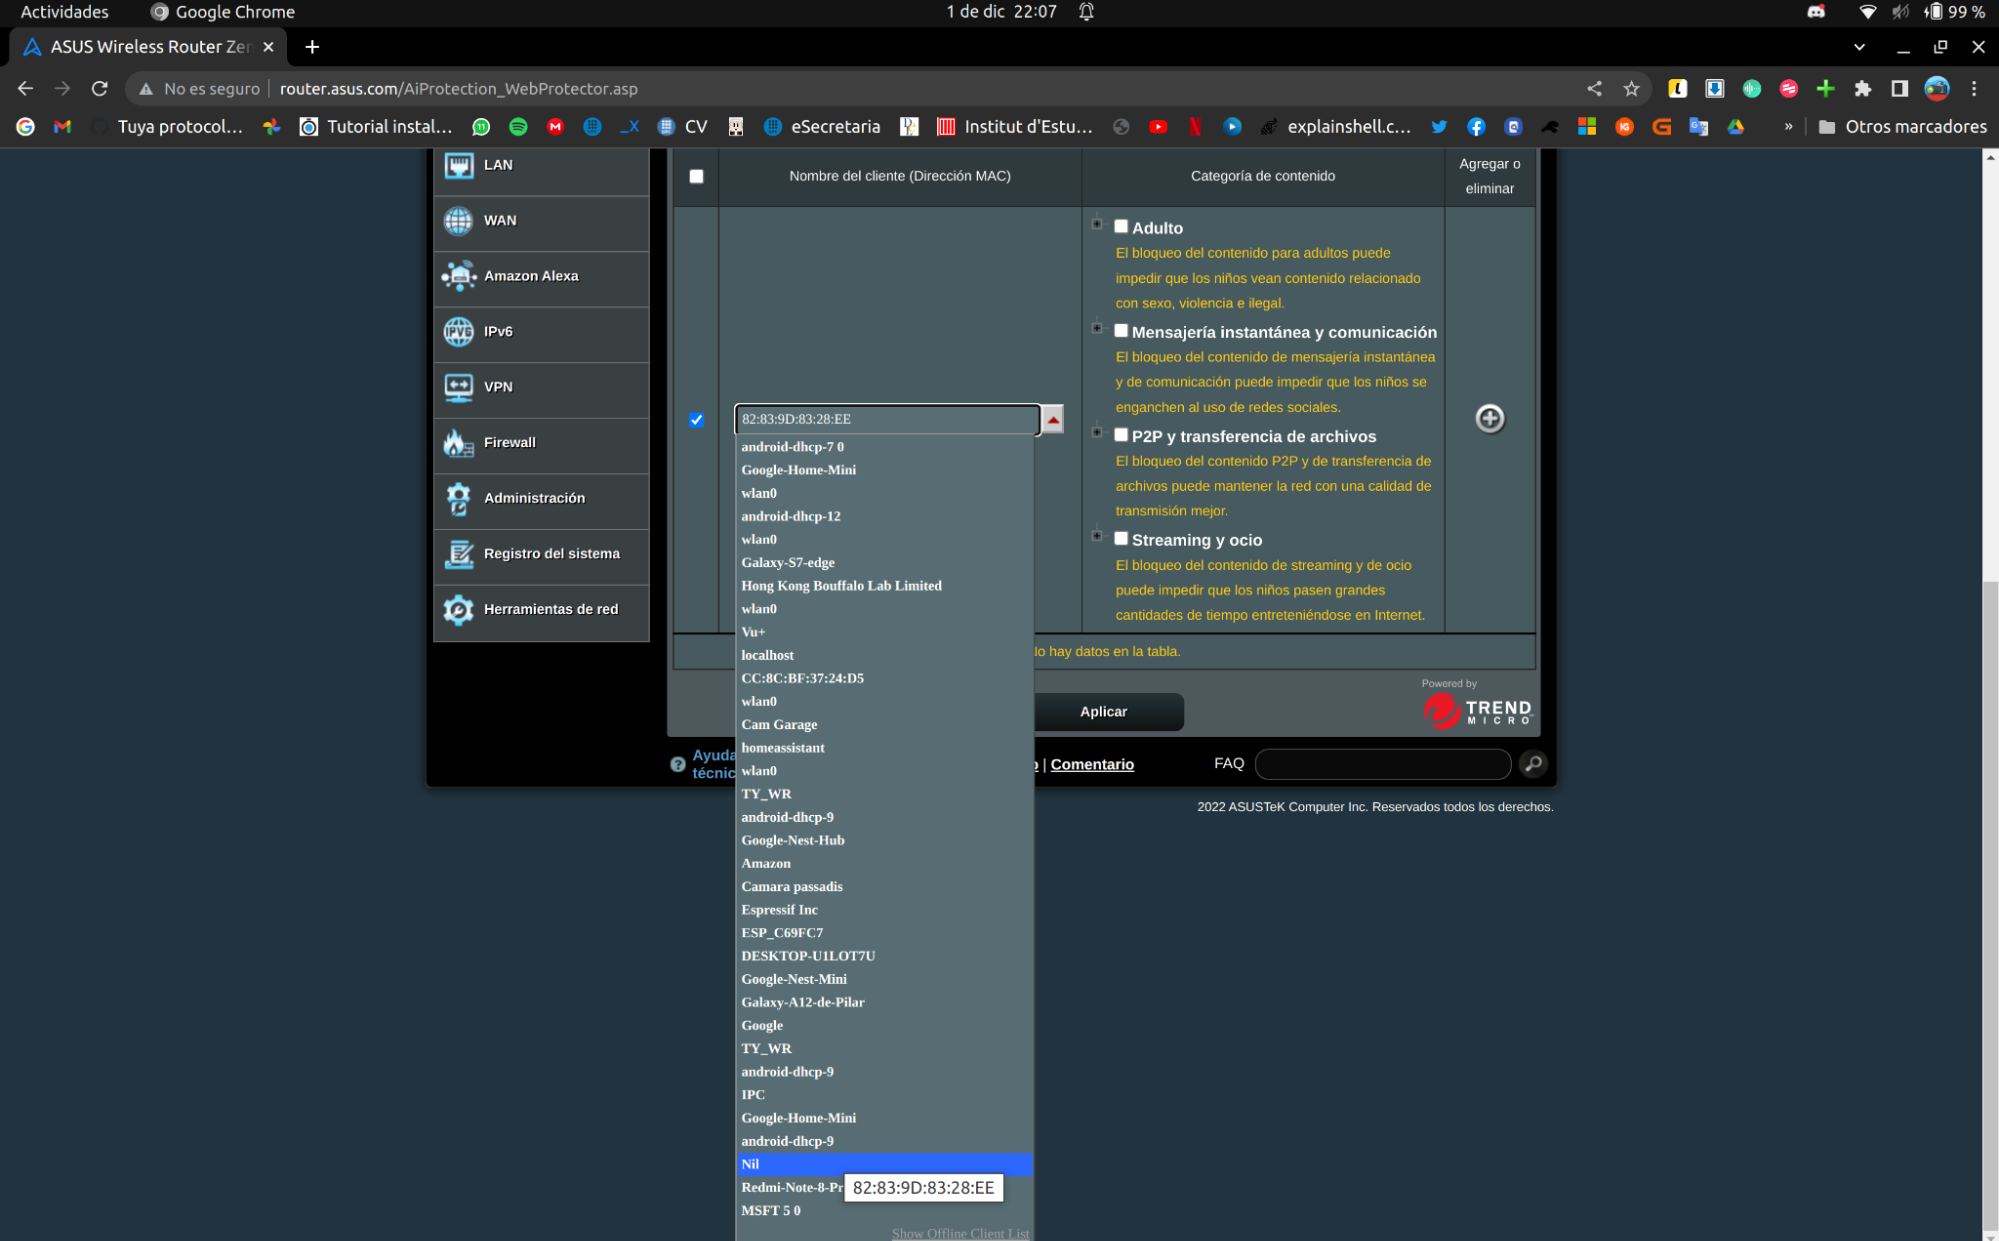 Actividades
Google Chrome
1 de dic 22:07
99 %
ASUS Wireless Router Zen
No es seguro
router.asus.com/AiProtection_WebProtector.asp
Tuya protocol...
Tutorial instal...
CV
eSecretaria
Institut d'Estu...
explainshell.c...
»
Otros marcadores
LAN
WAN
Amazon Alexa
IPv6
VPN
Firewall
Administración
Registro del sistema
Herramientas de red
Nombre del cliente (Dirección MAC)
Categoría de contenido
Agregar o
eliminar
Adulto
El bloqueo del contenido para adultos puede
impedir que los niños vean contenido relacionado
con sexo, violencia e ilegal.
Mensajería instantánea y comunicación
El bloqueo del contenido de mensajería instantánea
y de comunicación puede impedir que los niños se
enganchen al uso de redes sociales.
P2P y transferencia de archivos
El bloqueo del contenido P2P y de transferencia de
archivos puede mantener la red con una calidad de
transmisión mejor.
Streaming y ocio
El bloqueo del contenido de streaming y de ocio
puede impedir que los niños pasen grandes
cantidades de tiempo entreteniéndose en Internet.
82:83:9D:83:28:EE
android-dhcp-7 0
Google-Home-Mini
wlan0
android-dhcp-12
wlan0
Galaxy-S7-edge
Hong Kong Bouffalo Lab Limited
wlan0
Vu+
localhost
CC:8C:BF:37:24:D5
wlan0
Cam Garage
homeassistant
wlan0
TY_WR
android-dhcp-9
Google-Nest-Hub
Amazon
Camara passadis
Espressif Inc
ESP_C69FC7
DESKTOP-U1LOT7U
Google-Nest-Mini
Galaxy-A12-de-Pilar
Google
TY_WR
android-dhcp-9
IPC
Google-Home-Mini
android-dhcp-9
Nil
Redmi-Note-8-Pr
82:83:9D:83:28:EE
MSFT 5 0
Show Offline Client List
lo hay datos en la tabla.
Aplicar
Powered by
TREND
MICRO
Ayuda
técnic
| Comentario
FAQ
2022 ASUSTeK Computer Inc. Reservados todos los derechos.